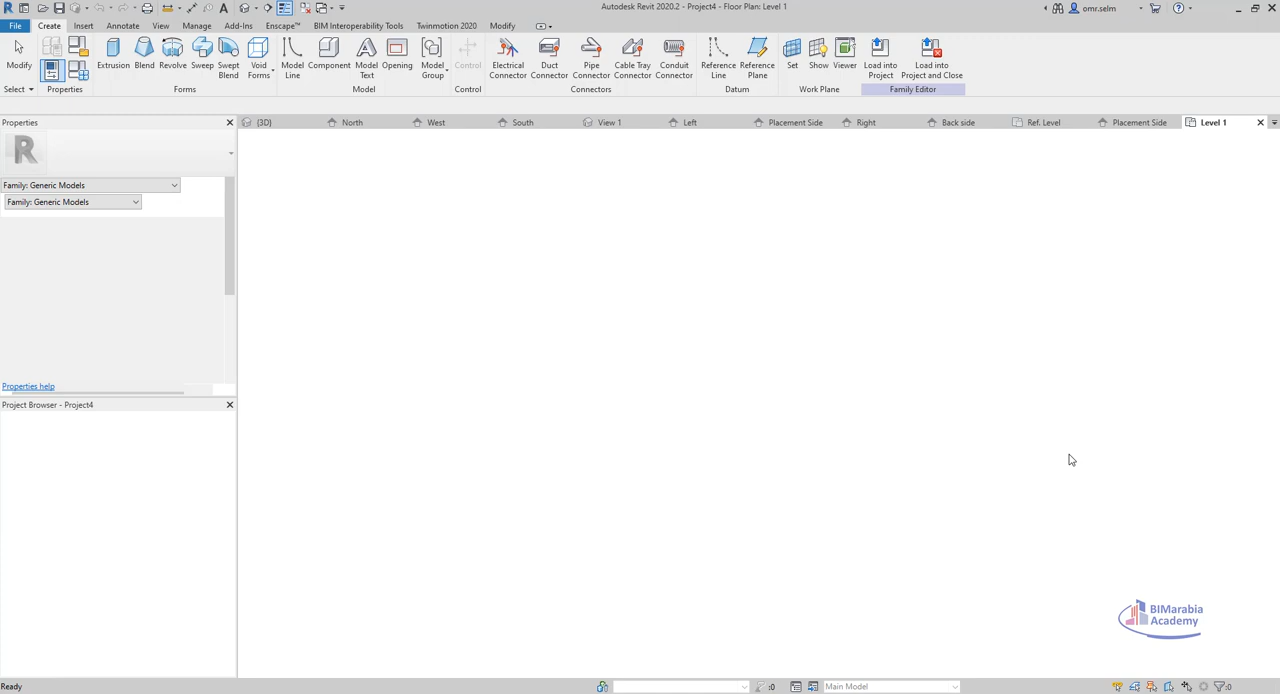 Autodesk Revit 2020.2 - Project4 - Floor Plan: Level 1
omr.selm
File Create Insert Annotate View Manage Add-Ins Enscape™ BIM Interoperability Tools Twinmotion 2020 Modify
Modify Extrusion Blend Revolve Sweep Swept Blend Void Forms Model Line Component Model Text Opening Model Group Control Electrical Connector Duct Connector Pipe Connector Cable Tray Connector Conduit Connector Reference Line Reference Plane Set Show Viewer Load into Project Load into Project and Close
Select Properties Forms Model Control Connectors Datum Work Plane Family Editor
Properties
{3D} North West South View 1 Left Placement Side Right Back side Ref. Level Placement Side Level 1
Family: Generic Models
Family: Generic Models
Properties help
Project Browser - Project4
BIMarabia
Academy
Ready
:0
Main Model
:0